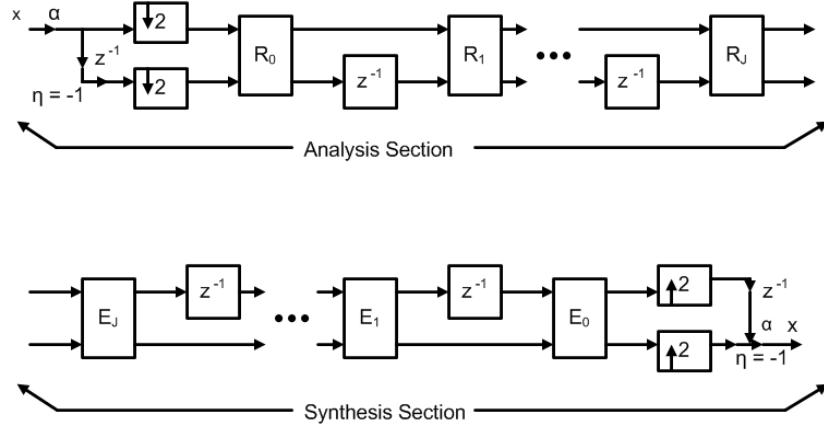 x α 2
z⁻¹ R₀ R₁ ••• R_J
η = -1 2 z⁻¹ z⁻¹
Analysis Section
z⁻¹ z⁻¹ 2 z⁻¹
E_J ••• E₁ E₀ α x
2 η = -1
Synthesis Section